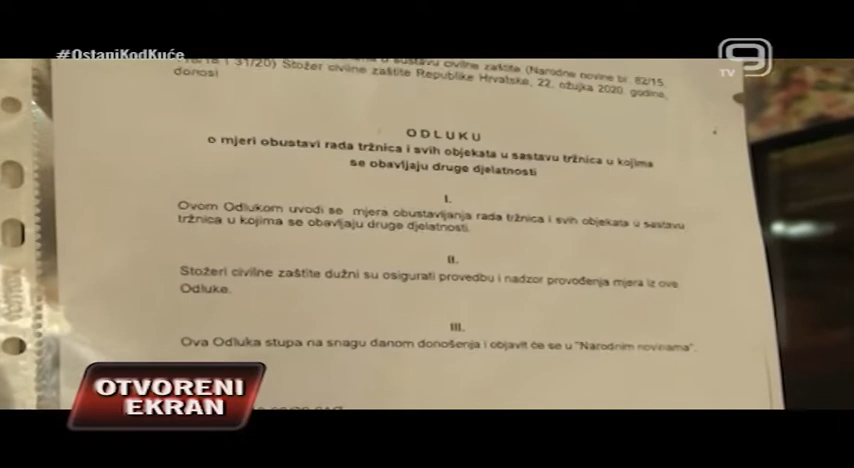 #OstaniKodKuće
9
TV
31/20) Stožer civilne zaštite Republike Hrvatske, 22. ožujka 2020. godine,
u sustavu civilne zaštite (Narodne novine br. 82/15,
donosi
ODLUKU
o mjeri obustavi rada tržnica i svih objekata u sastavu tržnica u kojima
se obavljaju druge djelatnosti
I.
Ovom Odlukom uvodi se mjera obustavljanja rada tržnica i svih objekata u sastavu
tržnica u kojima se obavljaju druge djelatnosti.
II.
Stožeri civilne zaštite dužni su osigurati provedbu i nadzor provođenja mjera iz ove
Odluke.
III.
Ova Odluka stupa na snagu danom donošenja i objavit će se u "Narodnim novinama".
OTVORENI
EKRAN